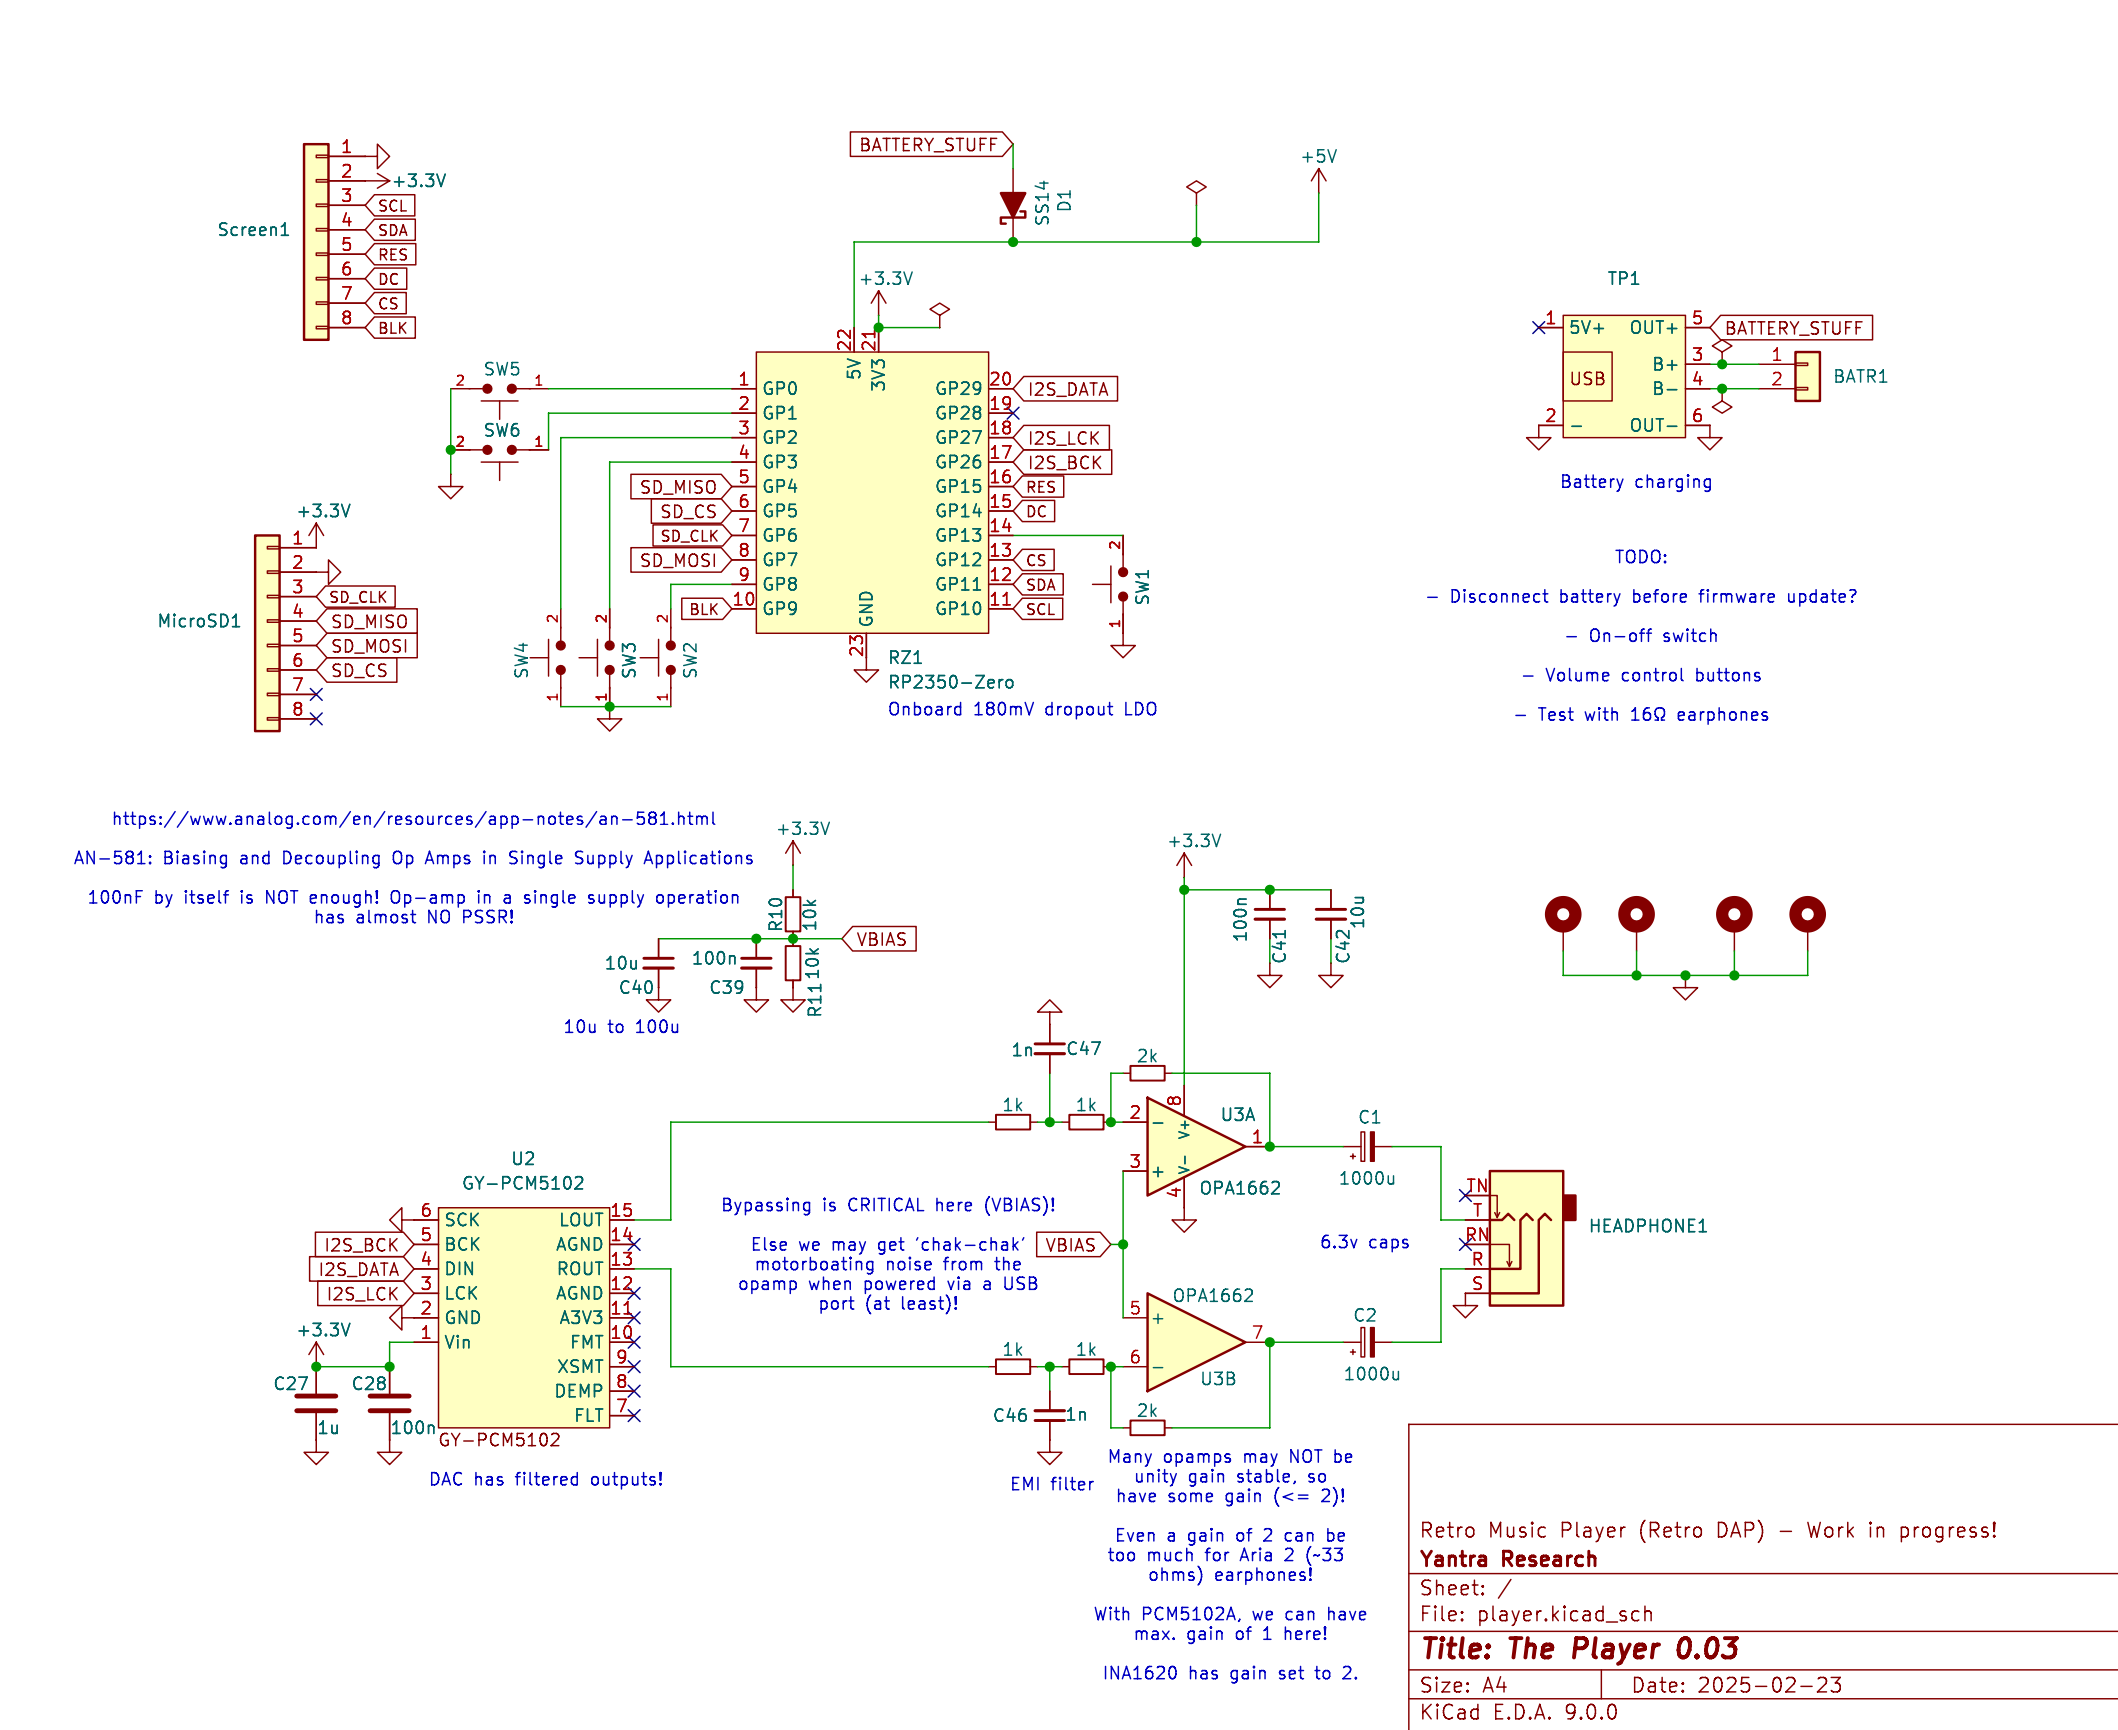 BATTERY_STUFF
SS14
D1
+5V
Screen1
1
2
3
4
5
6
7
8
+3.3V
SCL
SDA
RES
DC
CS
BLK
+3.3V
22
21
5V
3V3
1 GP0
2 GP1
3 GP2
4 GP3
5 GP4
6 GP5
7 GP6
8 GP7
9 GP8
10 GP9
GP29 20
GP28 19
GP27 18
GP26 17
GP15 16
GP14 15
GP13 14
GP12 13
GP11 12
GP10 11
GND
23
I2S_DATA
I2S_LCK
I2S_BCK
RES
DC
CS
SDA
SCL
SD_MISO
SD_CS
SD_CLK
SD_MOSI
BLK
SW5
2 1
SW6
2 1
SW4
2
1
SW3
2
1
SW2
2
1
SW1
2
1
RZ1
RP2350-Zero
Onboard 180mV dropout LDO
TP1
1 5V+ OUT+ 5
BATTERY_STUFF
B+ 3
B- 4
USB
2 - OUT- 6
1
2
BATR1
Battery charging
TODO:
- Disconnect battery before firmware update?
- On-off switch
- Volume control buttons
- Test with 16Ω earphones
+3.3V
MicroSD1
1
2
3
4
5
6
7
8
SD_CLK
SD_MISO
SD_MOSI
SD_CS
https://www.analog.com/en/resources/app-notes/an-581.html
AN-581: Biasing and Decoupling Op Amps in Single Supply Applications
100nF by itself is NOT enough! Op-amp in a single supply operation
has almost NO PSSR!
+3.3V
R10
10k
VBIAS
10u
C40
100n
C39
R11
10k
10u to 100u
+3.3V
100n
C41
10u
C42
1n
C47
2k
1k
1k
2
3
8
4
1
-
+
V+
V-
U3A
OPA1662
C1
+
1000u
U2
GY-PCM5102
6 SCK
5 BCK
4 DIN
3 LCK
2 GND
1 Vin
LOUT 15
AGND 14
ROUT 13
AGND 12
A3V3 11
FMT 10
XSMT 9
DEMP 8
FLT 7
GY-PCM5102
I2S_BCK
I2S_DATA
I2S_LCK
+3.3V
C27
1u
C28
100n
DAC has filtered outputs!
Bypassing is CRITICAL here (VBIAS)!
Else we may get 'chak-chak'
motorboating noise from the
opamp when powered via a USB
port (at least)!
VBIAS
6.3v caps
TN
T
RN
R
S
HEADPHONE1
OPA1662
5
6
7
+
-
U3B
C2
+
1000u
1k
1k
2k
C46
1n
EMI filter
Many opamps may NOT be
unity gain stable, so
have some gain (<= 2)!
Even a gain of 2 can be
too much for Aria 2 (~33
ohms) earphones!
With PCM5102A, we can have
max. gain of 1 here!
INA1620 has gain set to 2.
Retro Music Player (Retro DAP) - Work in progress!
Yantra Research
Sheet: /
File: player.kicad_sch
Title: The Player 0.03
Size: A4
Date: 2025-02-23
KiCad E.D.A. 9.0.0